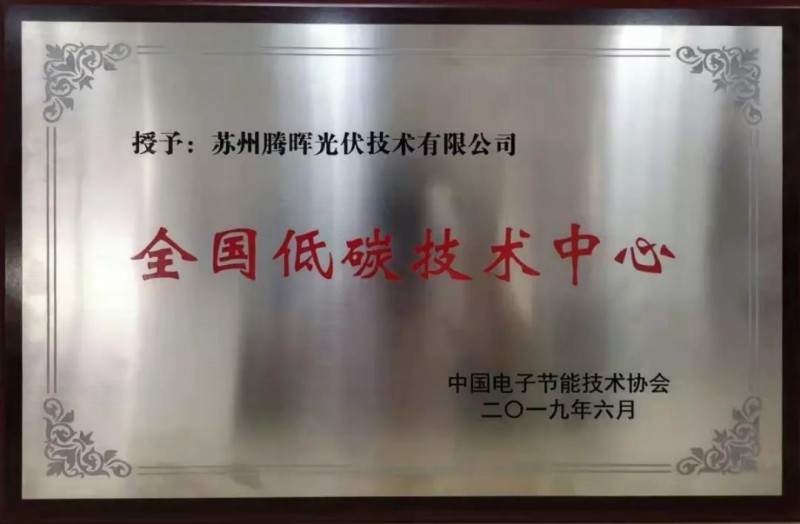 授予：苏州腾晖光伏技术有限公司
全国低碳技术中心
中国电子节能技术协会
二〇一九年六月